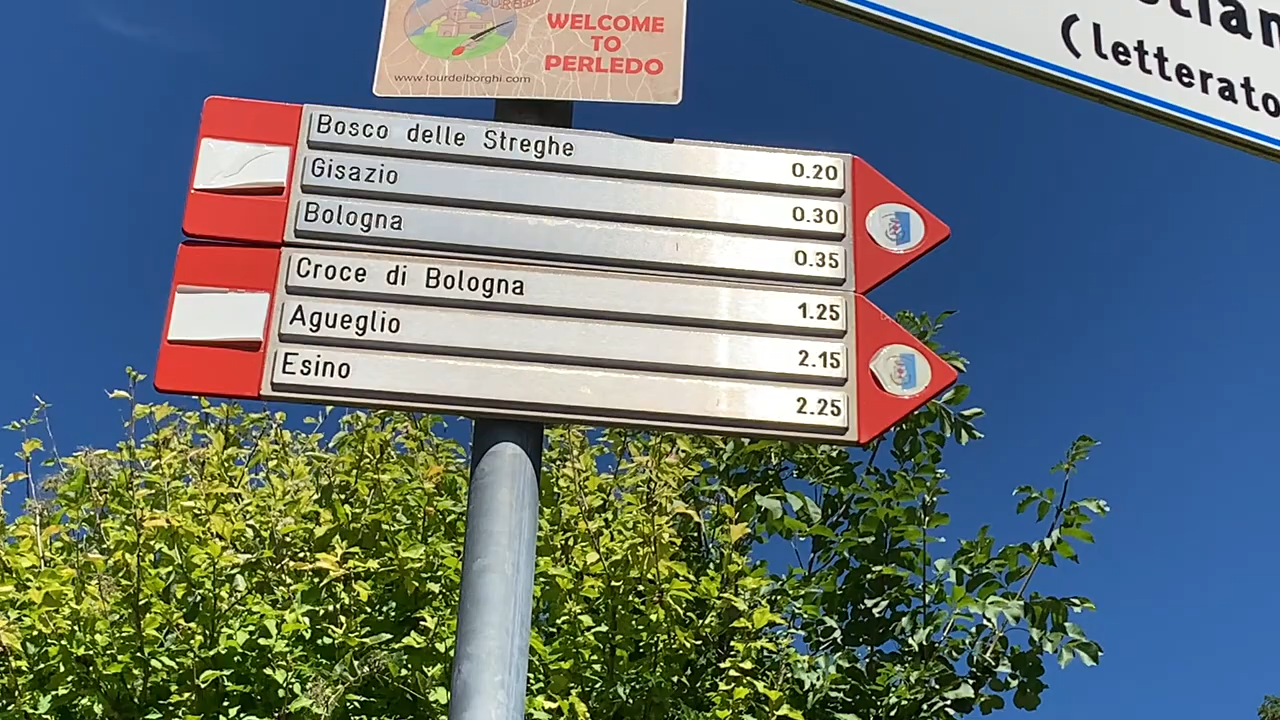 WELCOME
TO
PERLEDO
www.tourdeiborghi.com
(letterato
Bosco delle Streghe 0.20
Gisazio 0.30
Bologna 0.35
Croce di Bologna 1.25
Agueglio 2.15
Esino 2.25